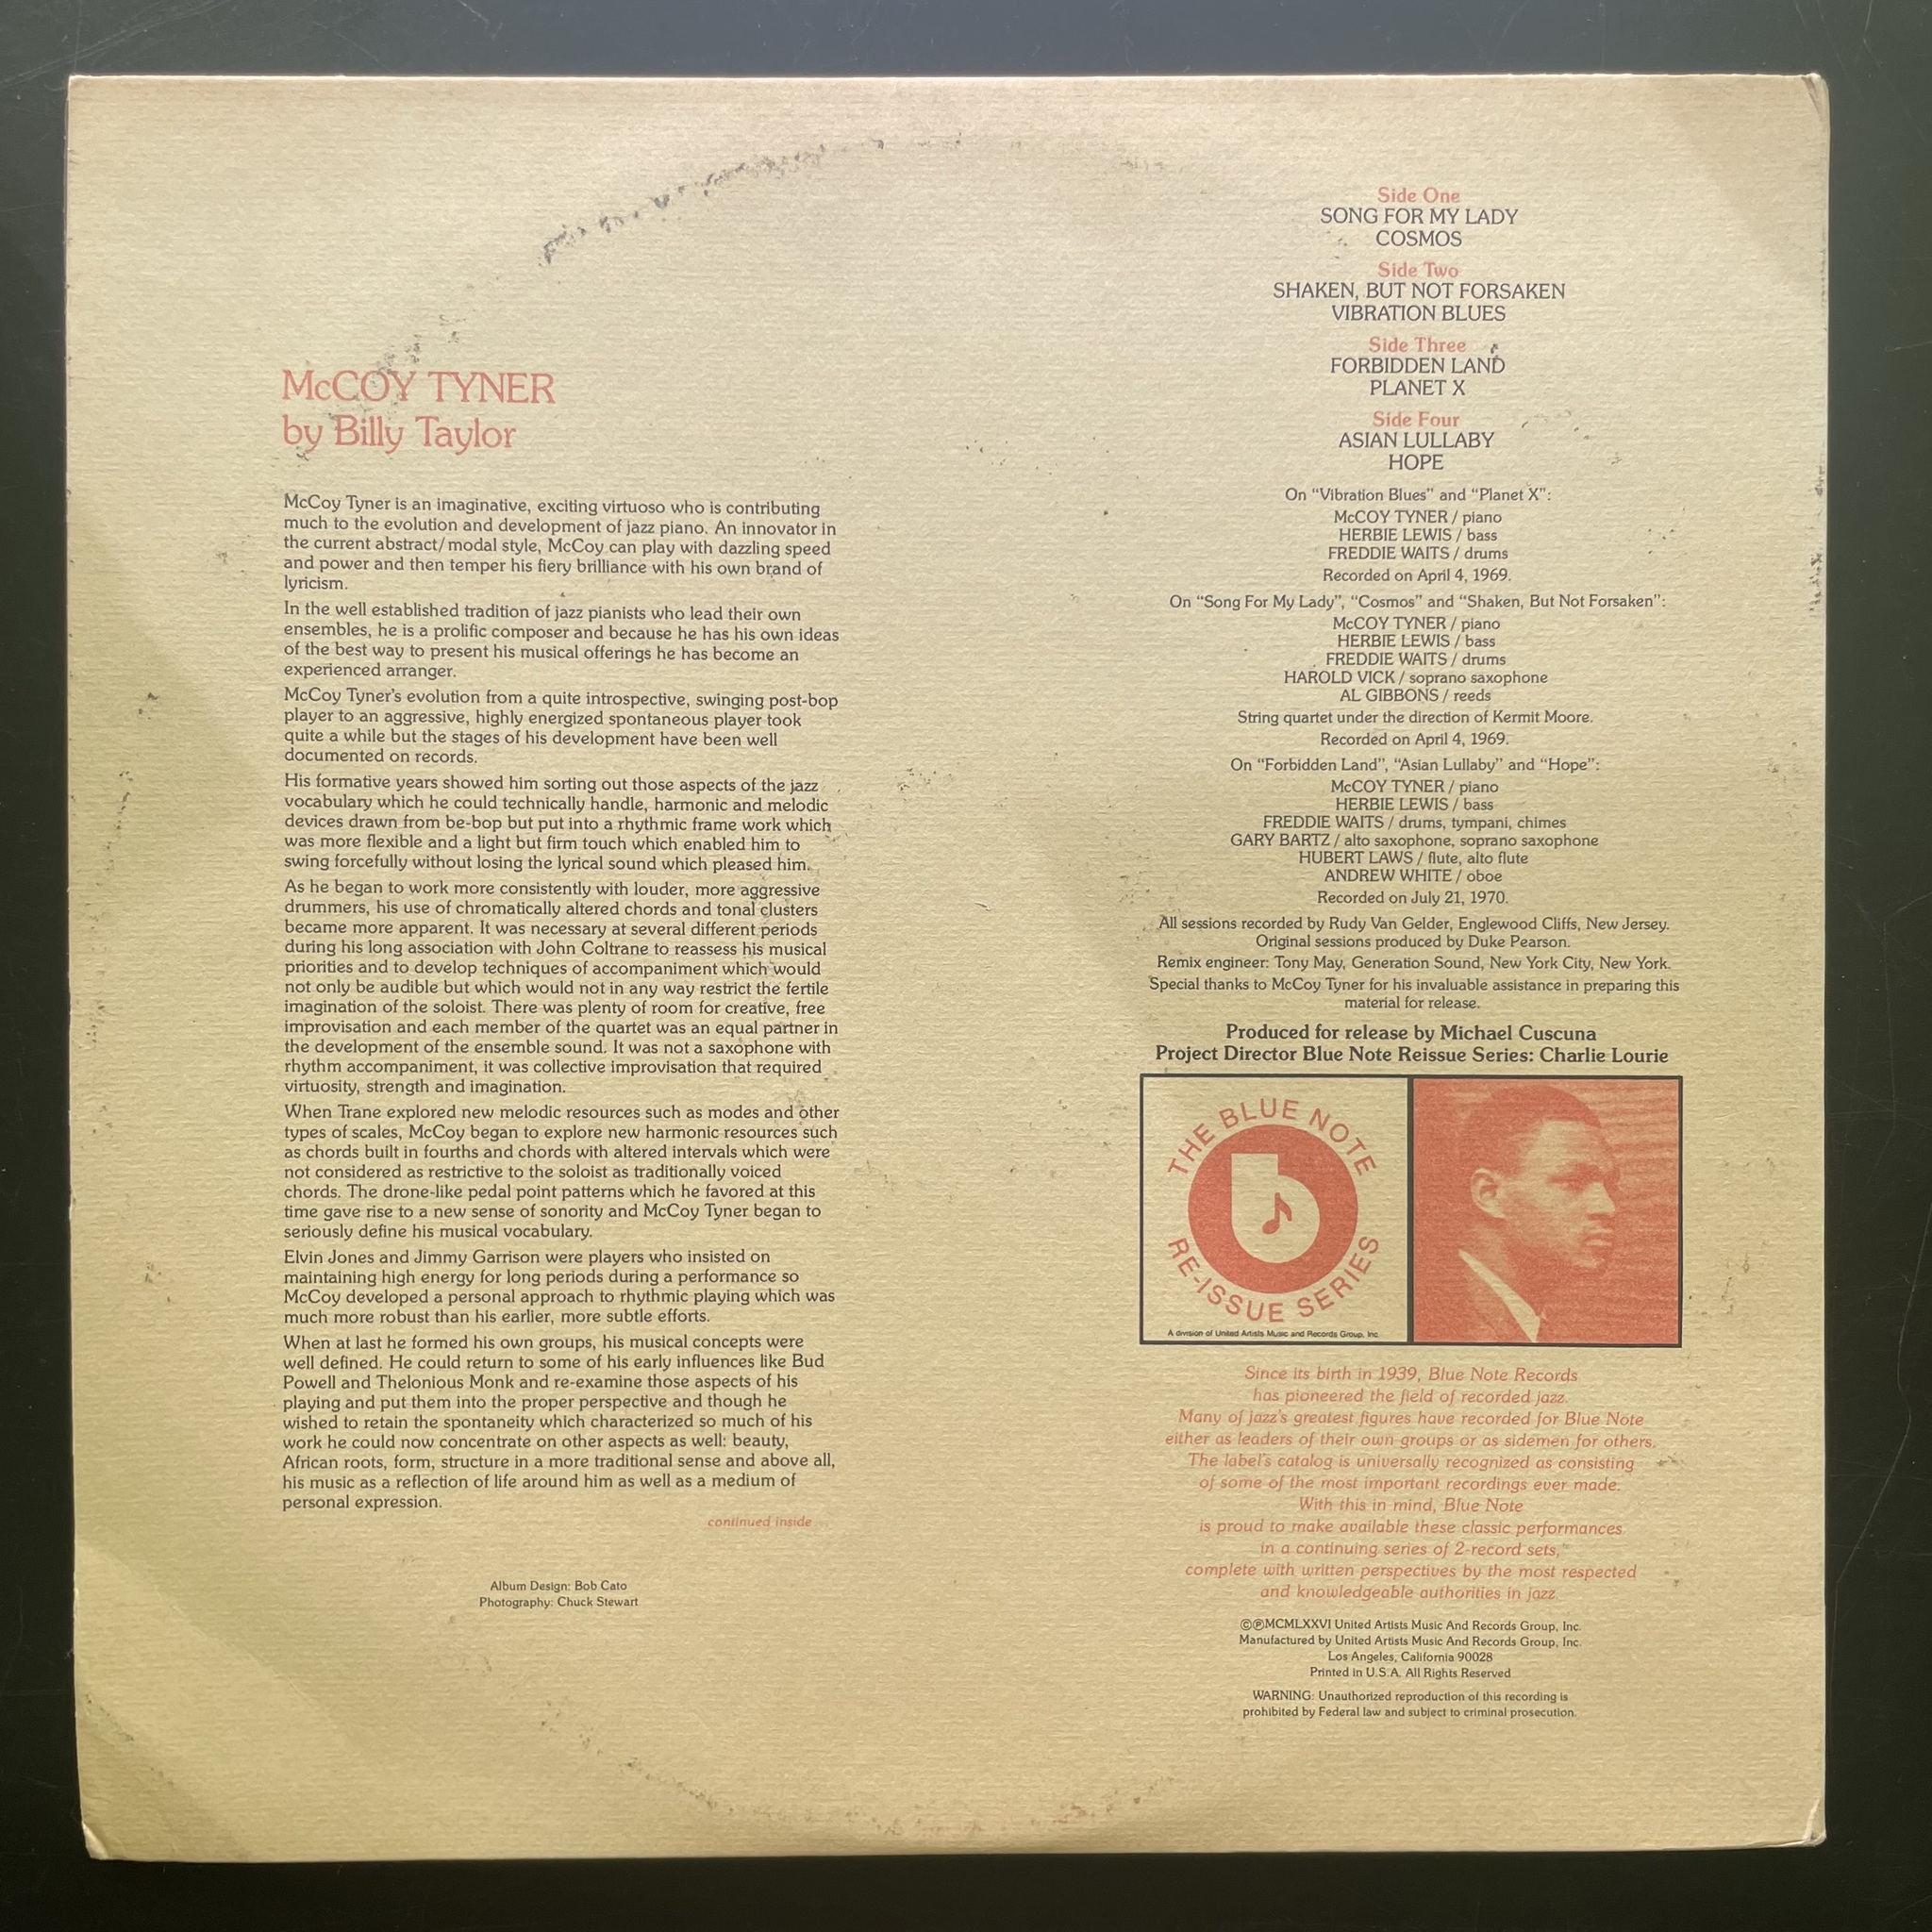 McCOY TYNER
by Billy Taylor
McCoy Tyner is an imaginative, exciting virtuoso who is contributing
much to the evolution and development of jazz piano. An innovator in
the current abstract/modal style, McCoy can play with dazzling speed
and power and then temper his fiery brilliance with his own brand of
lyricism.
In the well established tradition of jazz pianists who lead their own
ensembles, he is a prolific composer and because he has his own ideas
of the best way to present his musical offerings he has become an
experienced arranger.
McCoy Tyner's evolution from a quite introspective, swinging post-bop
player to an aggressive, highly energized spontaneous player took
quite a while but the stages of his development have been well
documented on records.
His formative years showed him sorting out those aspects of the jazz
vocabulary which he could technically handle, harmonic and melodic
devices drawn from be-bop but put into a rhythmic frame work which
was more flexible and a light but firm touch which enabled him to
swing forcefully without losing the lyrical sound which pleased him.
As he began to work more consistently with louder, more aggressive
drummers, his use of chromatically altered chords and tonal clusters
became more apparent. It was necessary at several different periods
during his long association with John Coltrane to reassess his musical
priorities and to develop techniques of accompaniment which would
not only be audible but which would not in any way restrict the fertile
imagination of the soloist. There was plenty of room for creative, free
improvisation and each member of the quartet was an equal partner in
the development of the ensemble sound. It was not a saxophone with
rhythm accompaniment, it was collective improvisation that required
virtuosity, strength and imagination.
When Trane explored new melodic resources such as modes and other
types of scales, McCoy began to explore new harmonic resources such
as chords built in fourths and chords with altered intervals which were
not considered as restrictive to the soloist as traditionally voiced
chords. The drone-like pedal point patterns which he favored at this
time gave rise to a new sense of sonority and McCoy Tyner began to
seriously define his musical vocabulary.
Elvin Jones and Jimmy Garrison were players who insisted on
maintaining high energy for long periods during a performance so
McCoy developed a personal approach to rhythmic playing which was
much more robust than his earlier, more subtle efforts.
When at last he formed his own groups, his musical concepts were
well defined. He could return to some of his early influences like Bud
Powell and Thelonious Monk and re-examine those aspects of his
playing and put them into the proper perspective and though he
wished to retain the spontaneity which characterized so much of his
work he could now concentrate on other aspects as well: beauty,
African roots, form, structure in a more traditional sense and above all,
his music as a reflection of life around him as well as a medium of
personal expression.
continued inside...
Album Design: Bob Cato
Photography: Chuck Stewart
Side One
SONG FOR MY LADY
COSMOS
Side Two
SHAKEN, BUT NOT FORSAKEN
VIBRATION BLUES
Side Three
FORBIDDEN LAND
PLANET X
Side Four
ASIAN LULLABY
HOPE
On "Vibration Blues" and "Planet X":
McCOY TYNER / piano
HERBIE LEWIS / bass
FREDDIE WAITS / drums
Recorded on April 4, 1969.
On "Song For My Lady", "Cosmos" and "Shaken, But Not Forsaken":
McCOY TYNER / piano
HERBIE LEWIS / bass
FREDDIE WAITS / drums
HAROLD VICK / soprano saxophone
AL GIBBONS / reeds
String quartet under the direction of Kermit Moore.
Recorded on April 4, 1969.
On "Forbidden Land", "Asian Lullaby" and "Hope":
McCOY TYNER / piano
HERBIE LEWIS / bass
FREDDIE WAITS / drums, tympani, chimes
GARY BARTZ / alto saxophone, soprano saxophone
HUBERT LAWS / flute, alto flute
ANDREW WHITE / oboe
Recorded on July 21, 1970.
All sessions recorded by Rudy Van Gelder, Englewood Cliffs, New Jersey.
Original sessions produced by Duke Pearson.
Remix engineer: Tony May, Generation Sound, New York City, New York.
Special thanks to McCoy Tyner for his invaluable assistance in preparing this
material for release.
Produced for release by Michael Cuscuna
Project Director Blue Note Reissue Series: Charlie Lourie
THE BLUE NOTE
b
RE-ISSUE SERIES
A division of United Artists Music and Records Group, Inc.
Since its birth in 1939, Blue Note Records
has pioneered the field of recorded jazz.
Many of jazz's greatest figures have recorded for Blue Note
either as leaders of their own groups or as sidemen for others.
The label's catalog is universally recognized as consisting
of some of the most important recordings ever made.
With this in mind, Blue Note
is proud to make available these classic performances
in a continuing series of 2-record sets,
complete with written perspectives by the most respected
and knowledgeable authorities in jazz.
©℗MCMLXXVI United Artists Music And Records Group, Inc.
Manufactured by United Artists Music And Records Group, Inc.
Los Angeles, California 90028
Printed in U.S.A. All Rights Reserved
WARNING: Unauthorized reproduction of this recording is
prohibited by Federal law and subject to criminal prosecution.